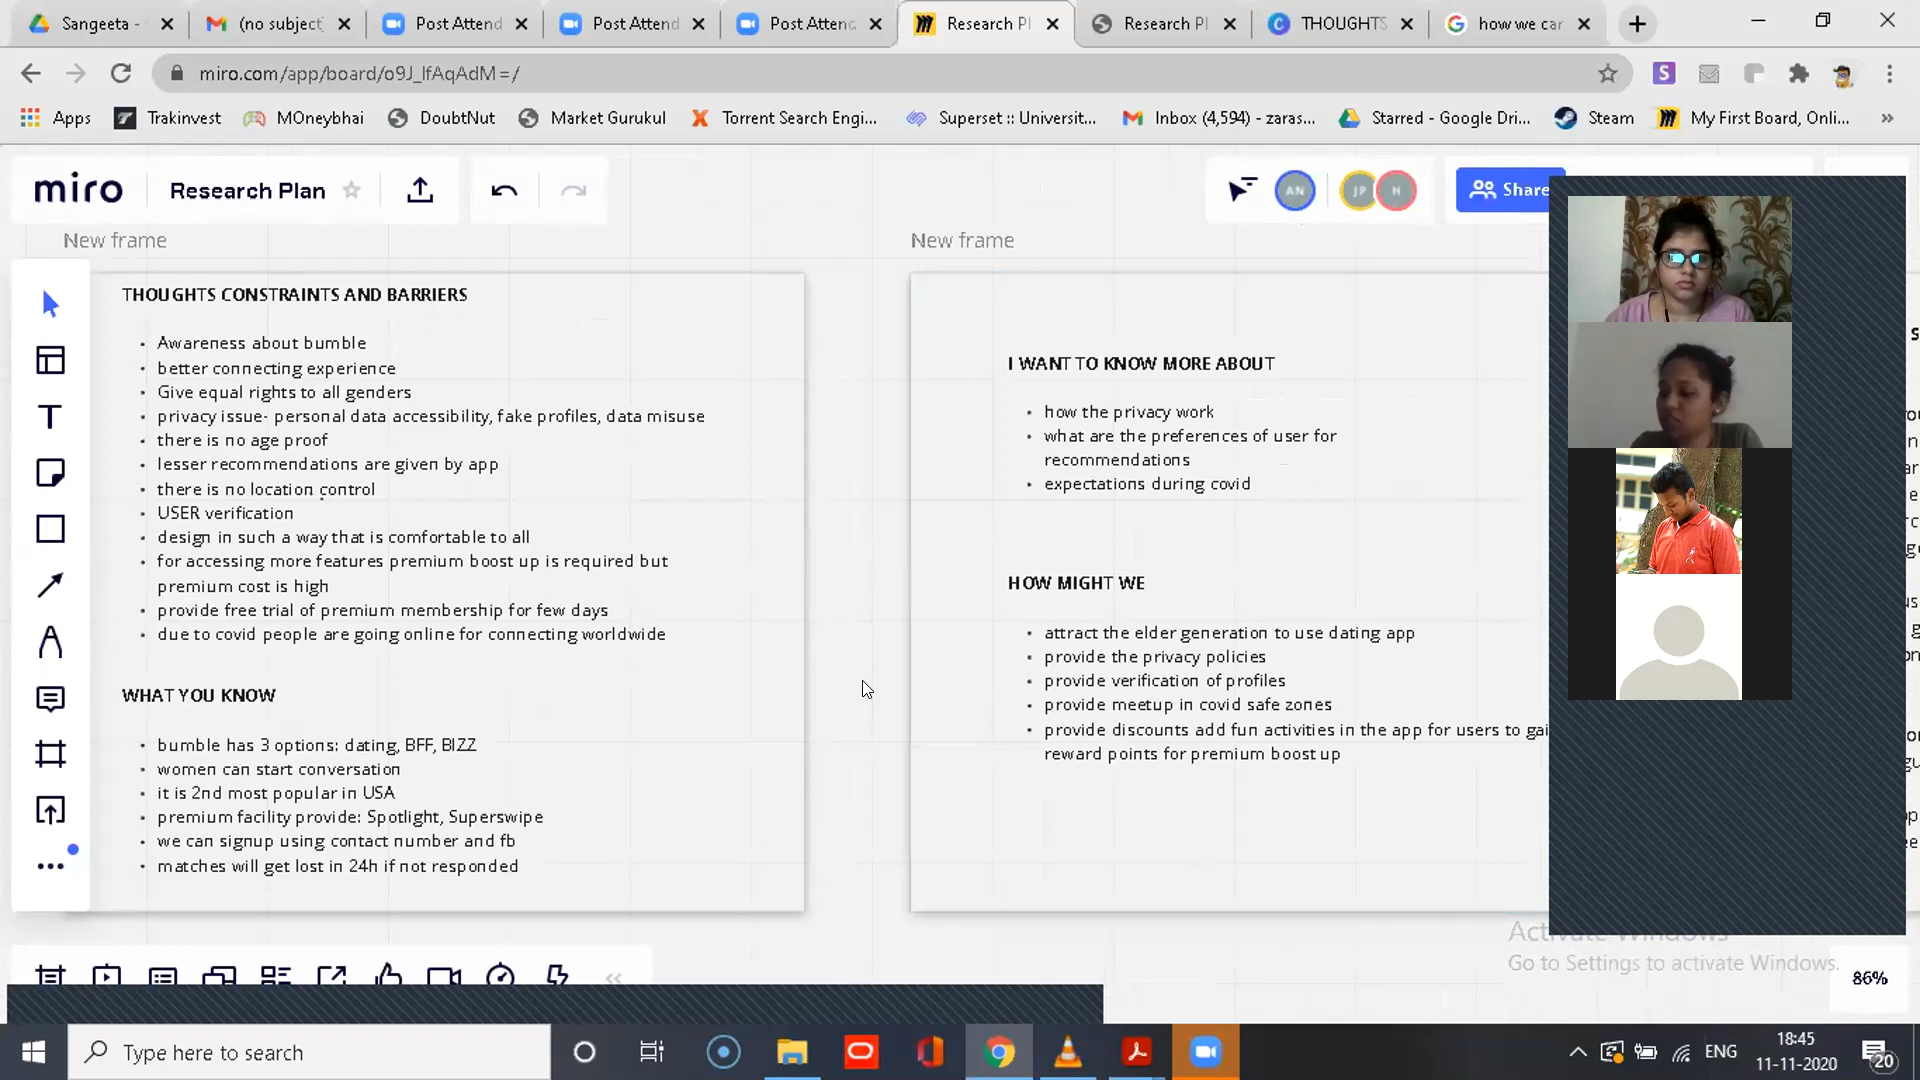 Sangeeta -
(no subject
Post Attend
Post Attend
Post Attend
Research Pl
Research Pl
THOUGHTS
how we car
miro.com/app/board/o9J_lfAqAdM=/
Apps
Trakinvest
MOneybhai
DoubtNut
Market Gurukul
Torrent Search Engi...
Superset :: Universit...
Inbox (4,594) - zaras...
Starred - Google Dri...
Steam
My First Board, Onli...
miro
Research Plan
AN
JP
H
Share
New frame
THOUGHTS CONSTRAINTS AND BARRIERS
• Awareness about bumble
• better connecting experience
• Give equal rights to all genders
• privacy issue- personal data accessibility, fake profiles, data misuse
• there is no age proof
• lesser recommendations are given by app
• there is no location control
• USER verification
• design in such a way that is comfortable to all
• for accessing more features premium boost up is required but
premium cost is high
• provide free trial of premium membership for few days
• due to covid people are going online for connecting worldwide
WHAT YOU KNOW
• bumble has 3 options: dating, BFF, BIZZ
• women can start conversation
• it is 2nd most popular in USA
• premium facility provide: Spotlight, Superswipe
• we can signup using contact number and fb
• matches will get lost in 24h if not responded
New frame
I WANT TO KNOW MORE ABOUT
• how the privacy work
• what are the preferences of user for
recommendations
• expectations during covid
HOW MIGHT WE
• attract the elder generation to use dating app
• provide the privacy policies
• provide verification of profiles
• provide meetup in covid safe zones
• provide discounts add fun activities in the app for users to gai
reward points for premium boost up
Activate Windows
Go to Settings to activate Windows.
86%
Type here to search
ENG
18:45
11-11-2020
20